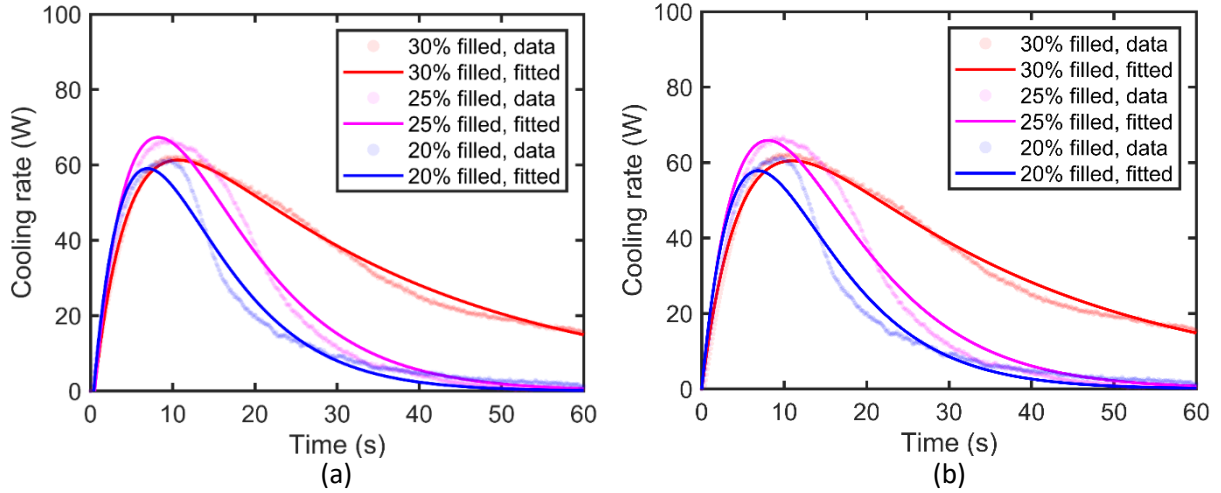 (a)
Cooling rate (W)
100
80
60
40
20
0
30% filled, data
30% filled, fitted
25% filled, data
25% filled, fitted
20% filled, data
20% filled, fitted
0 10 20 30 40 50 60
Time (s)
(a)
Cooling rate (W)
100
80
60
40
20
0
30% filled, data
30% filled, fitted
25% filled, data
25% filled, fitted
20% filled, data
20% filled, fitted
0 10 20 30 40 50 60
Time (s)
(b)